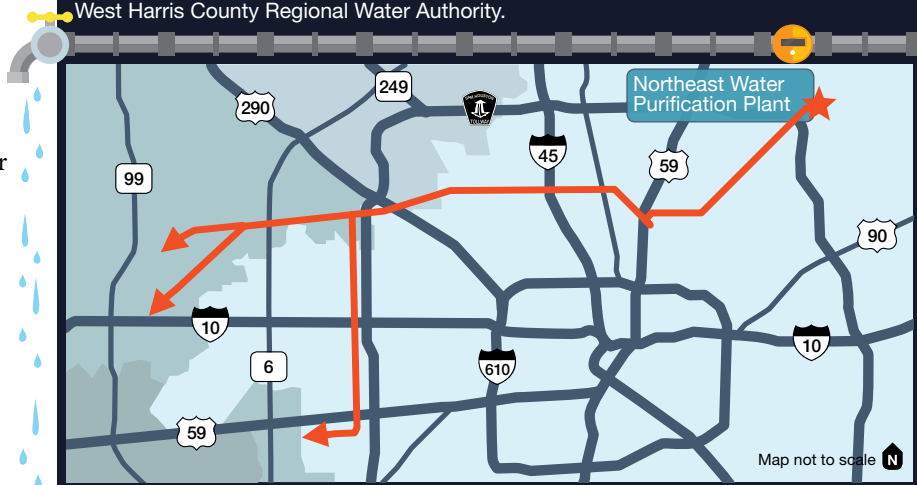 West Harris County Regional Water Authority.
r
Northeast Water
Purification Plant
249
290
45
59
99
90
10
10
6
610
59
TOLLWAY
Map not to scale N